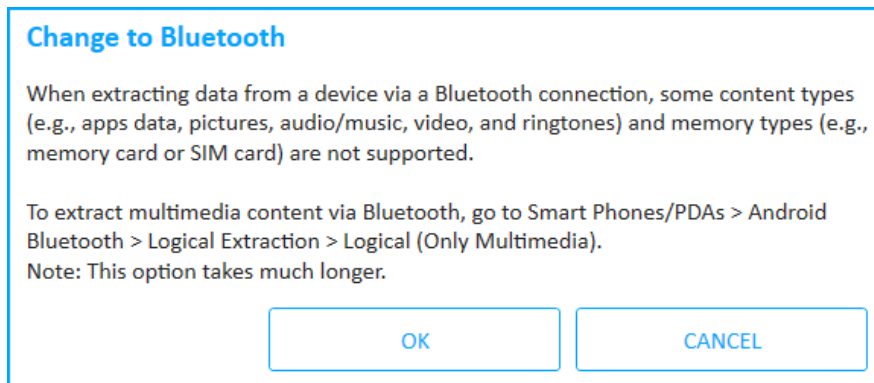 Change to Bluetooth
When extracting data from a device via a Bluetooth connection, some content types
(e.g., apps data, pictures, audio/music, video, and ringtones) and memory types (e.g.,
memory card or SIM card) are not supported.
To extract multimedia content via Bluetooth, go to Smart Phones/PDAs > Android
Bluetooth > Logical Extraction > Logical (Only Multimedia).
Note: This option takes much longer.
OK
CANCEL